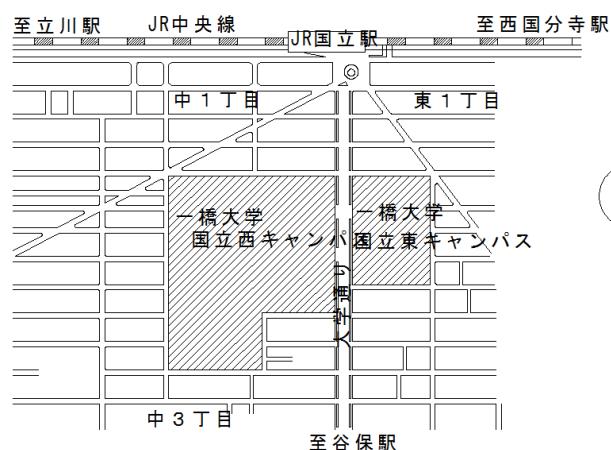 至立川駅
JR中央線
JR国立駅
至西国分寺駅
中１丁目
東１丁目
一橋大学
国立西キャンパス
一橋大学
国立東キャンパス
大学通り
中３丁目
至谷保駅